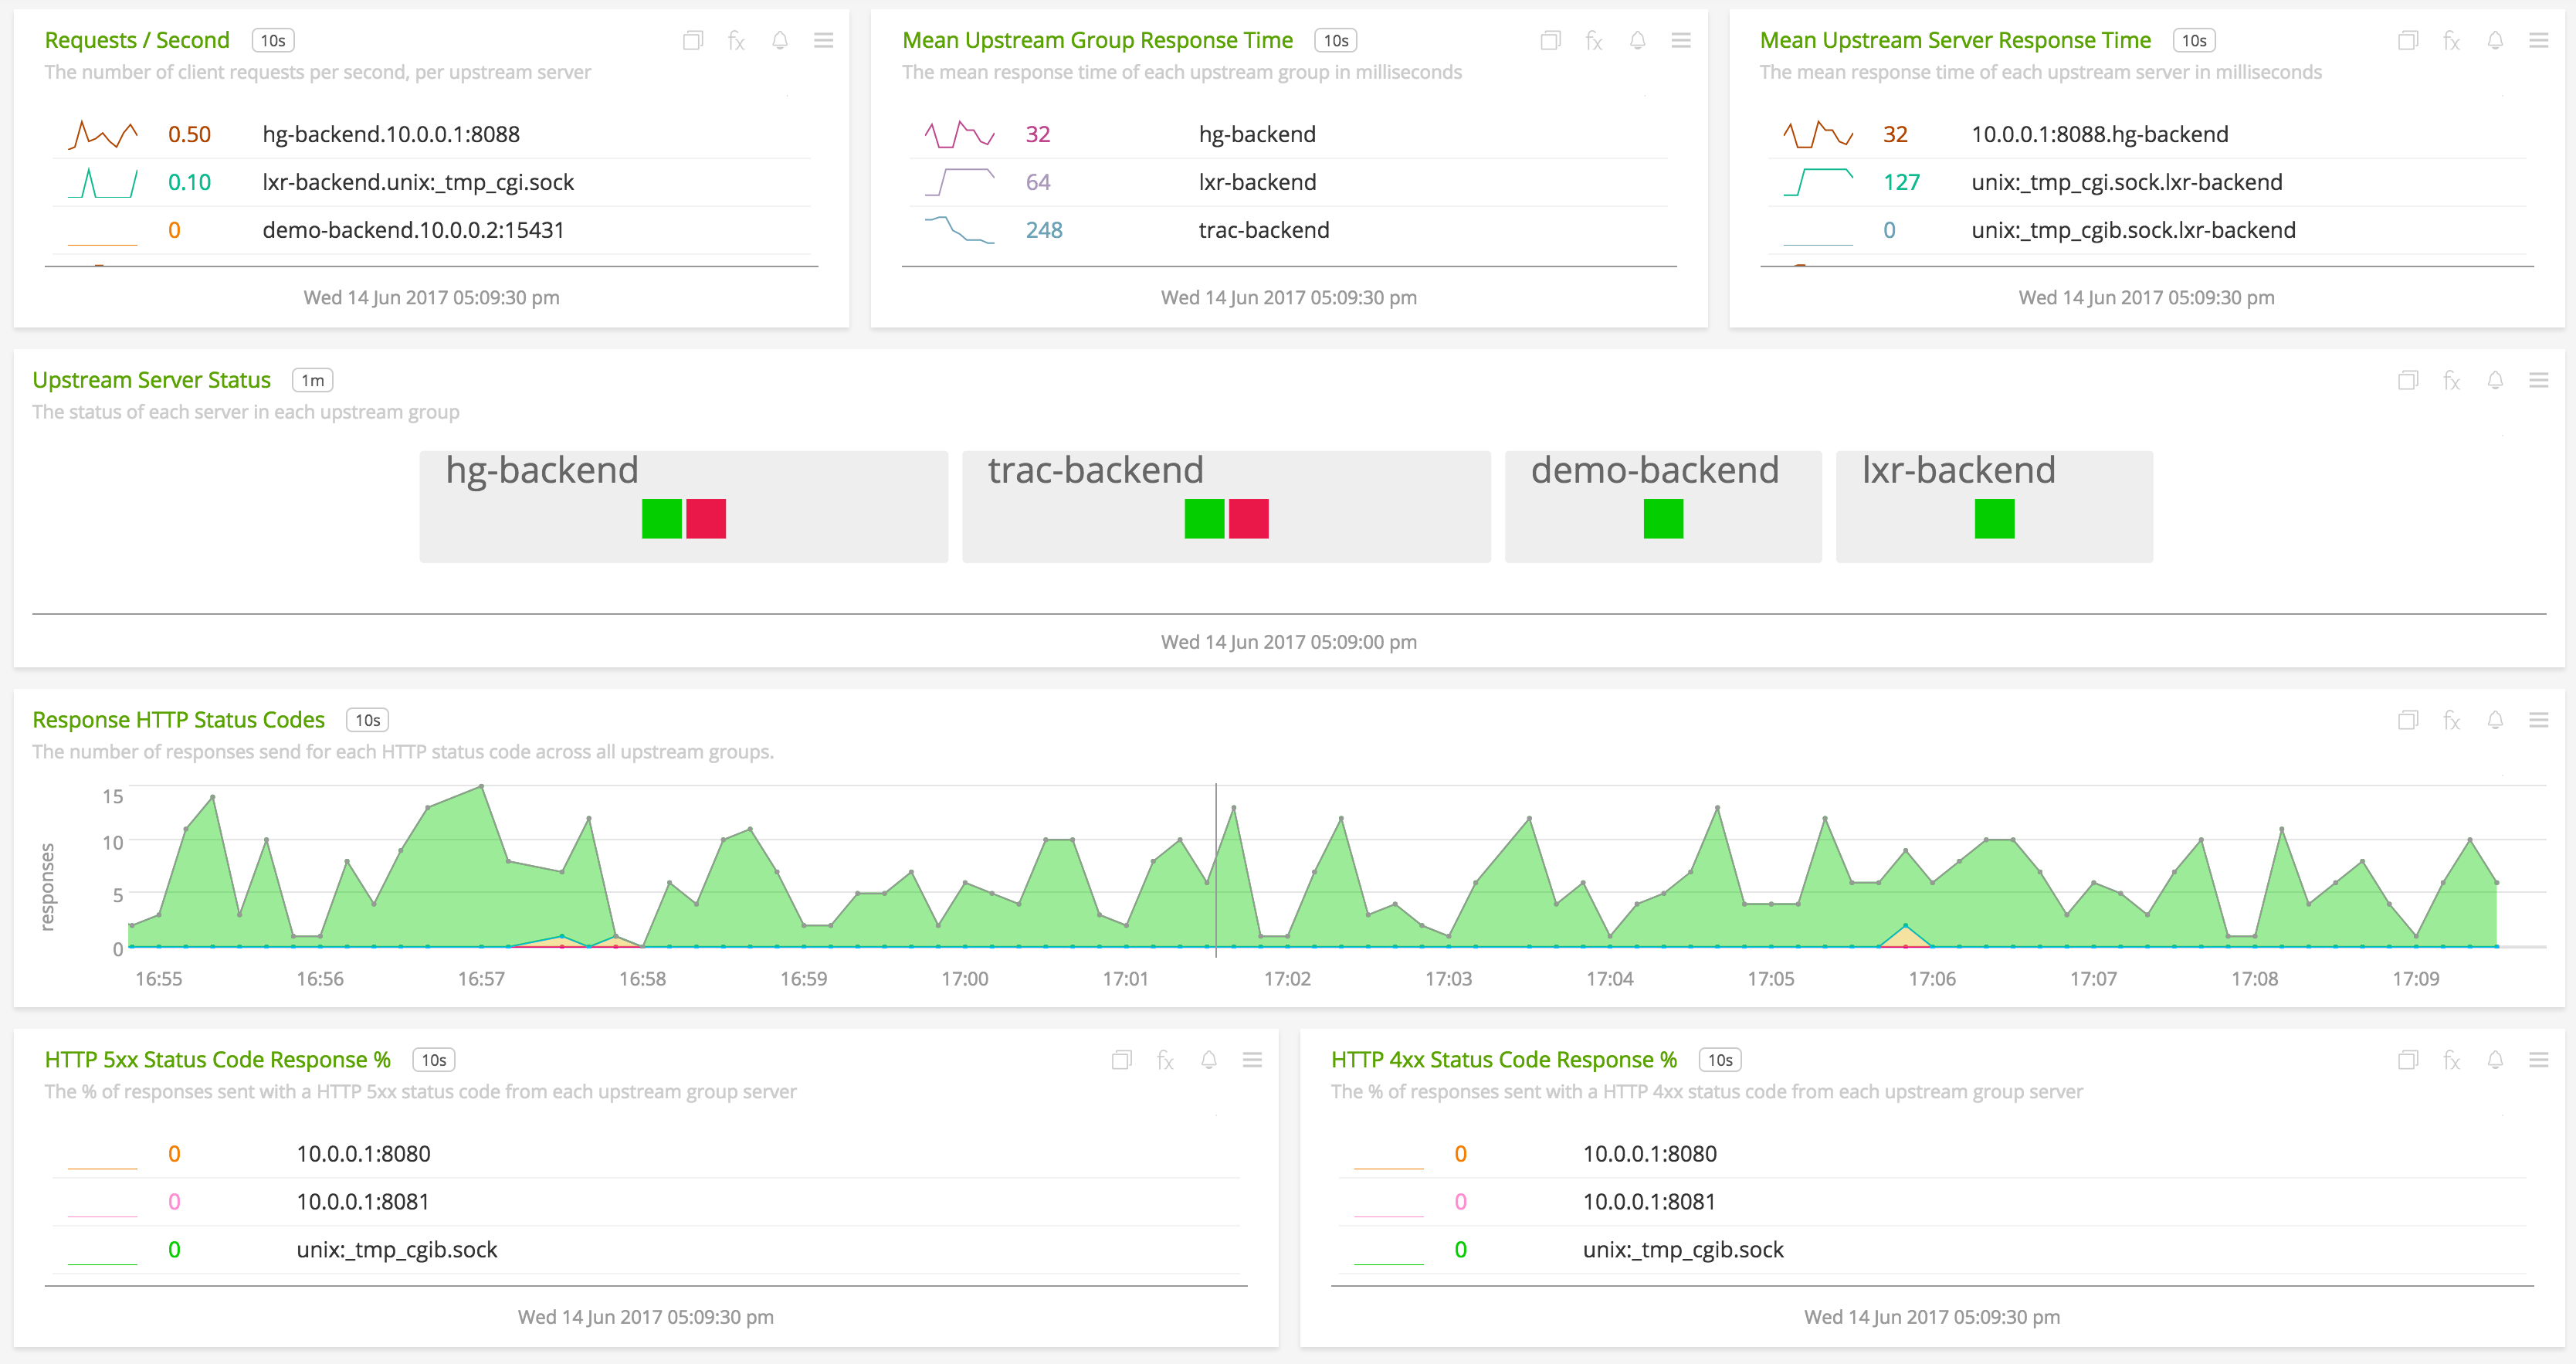 Requests / Second 10s
The number of client requests per second, per upstream server
0.50 hg-backend.10.0.0.1:8088
0.10 lxr-backend.unix:_tmp_cgi.sock
0 demo-backend.10.0.0.2:15431
Wed 14 Jun 2017 05:09:30 pm
Mean Upstream Group Response Time 10s
The mean response time of each upstream group in milliseconds
32 hg-backend
64 lxr-backend
248 trac-backend
Wed 14 Jun 2017 05:09:30 pm
Mean Upstream Server Response Time 10s
The mean response time of each upstream server in milliseconds
32 10.0.0.1:8088.hg-backend
127 unix:_tmp_cgi.sock.lxr-backend
0 unix:_tmp_cgib.sock.lxr-backend
Wed 14 Jun 2017 05:09:30 pm
Upstream Server Status 1m
The status of each server in each upstream group
hg-backend trac-backend demo-backend lxr-backend
Wed 14 Jun 2017 05:09:00 pm
Response HTTP Status Codes 10s
The number of responses send for each HTTP status code across all upstream groups.
responses
15
10
5
0
16:55 16:56 16:57 16:58 16:59 17:00 17:01 17:02 17:03 17:04 17:05 17:06 17:07 17:08 17:09
HTTP 5xx Status Code Response % 10s
The % of responses sent with a HTTP 5xx status code from each upstream group server
0 10.0.0.1:8080
0 10.0.0.1:8081
0 unix:_tmp_cgib.sock
Wed 14 Jun 2017 05:09:30 pm
HTTP 4xx Status Code Response % 10s
The % of responses sent with a HTTP 4xx status code from each upstream group server
0 10.0.0.1:8080
0 10.0.0.1:8081
0 unix:_tmp_cgib.sock
Wed 14 Jun 2017 05:09:30 pm